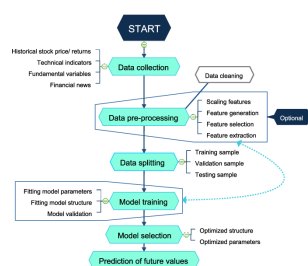 START
Historical stock price/ returns
Technical indicators
Fundamental variables
Financial news
Data collection
Data cleaning
Data pre-processing
Scaling features
Feature generation
Feature selection
Feature extraction
Optional
Data splitting
Training sample
Validation sample
Testing sample
Fitting model parameters
Fitting model structure
Model validation
Model training
Model selection
Optimized structure
Optimized parameters
Prediction of future values